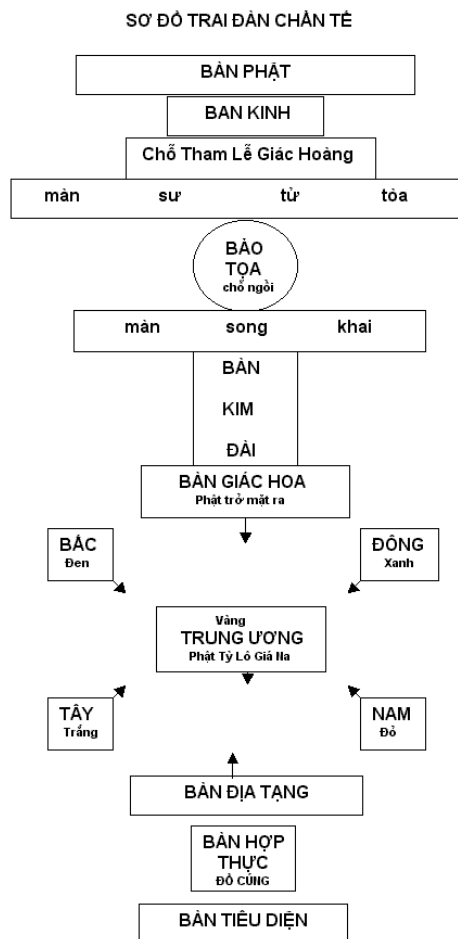 SƠ ĐỒ TRAI ĐÀN CHẨN TẾ
BÀN PHẬT
BAN KINH
Chỗ Tham Lễ Giác Hoàng
màn sư tử tòa
BẢO
TỌA
chỗ ngồi
màn song khai
BÀN
KIM
ĐÀI
BÀN GIÁC HOA
Phật trở mặt ra
BẮC
Đen
ĐÔNG
Xanh
Vàng
TRUNG ƯƠNG
Phật Tỳ Lô Giá Na
TÂY
Trắng
NAM
Đỏ
BÀN ĐỊA TẠNG
BÀN HỢP
THỰC
ĐỒ CÚNG
BÀN TIÊU DIỆN